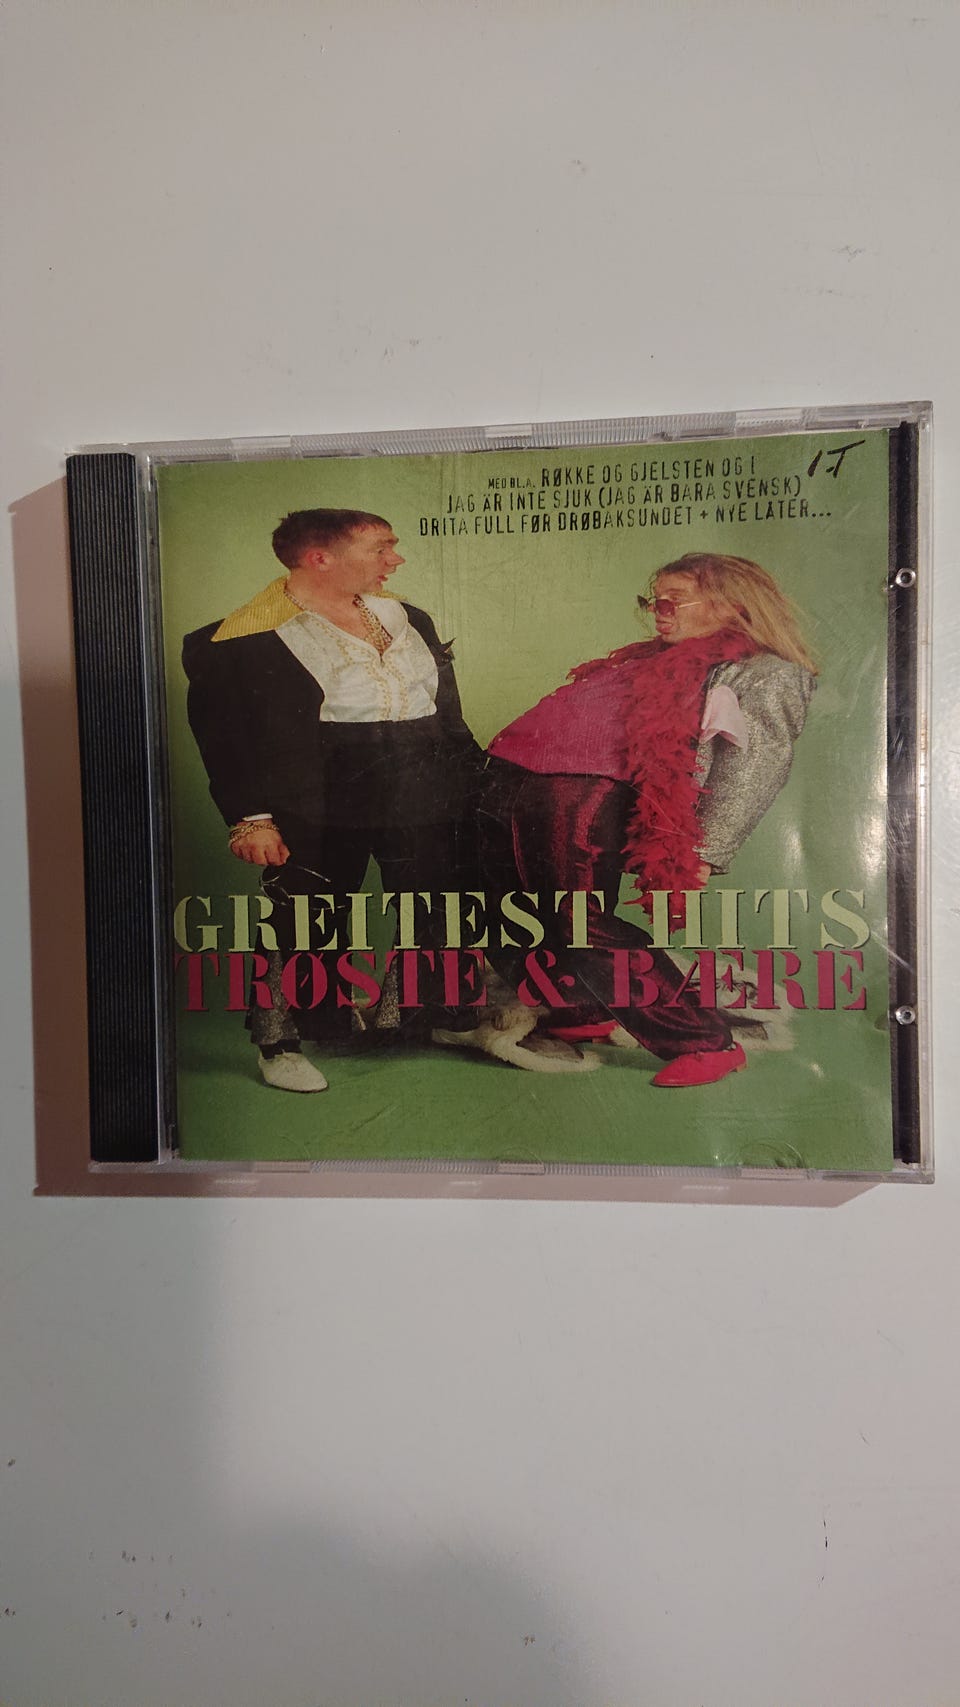 MED BL.A. RØKKE OG GJELSTEN OG I
JAG ÄR INTE SJUK (JAG ÄR BARA SVENSK)
DRITA FULL FØR DRØBAKSUNDET + NYE LÅTER...
I.T
GREITEST HITS
TRØSTE & BÆRE